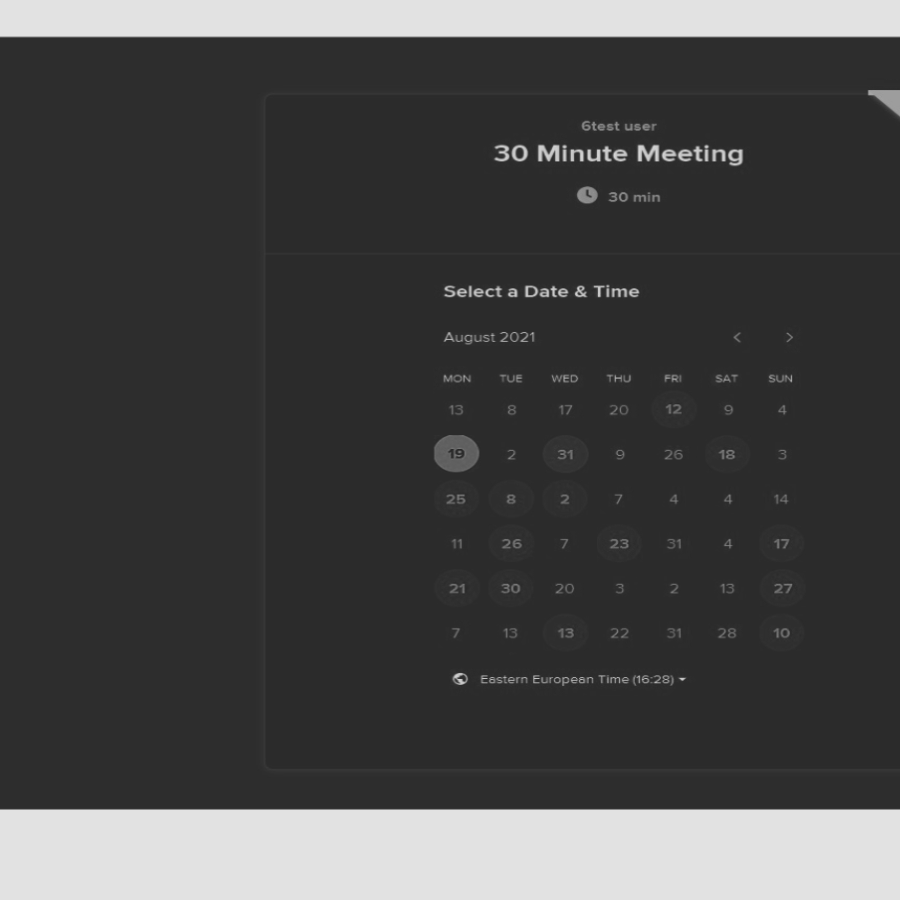 6test user
30 Minute Meeting
30 min
Select a Date & Time
August 2021
MON TUE WED THU FRI SAT SUN
13 8 17 20 12 9 4
19 2 31 9 26 18 3
25 8 2 7 4 4 14
11 26 7 23 31 4 17
21 30 20 3 2 13 27
7 13 13 22 31 28 10
Eastern European Time (16:28)